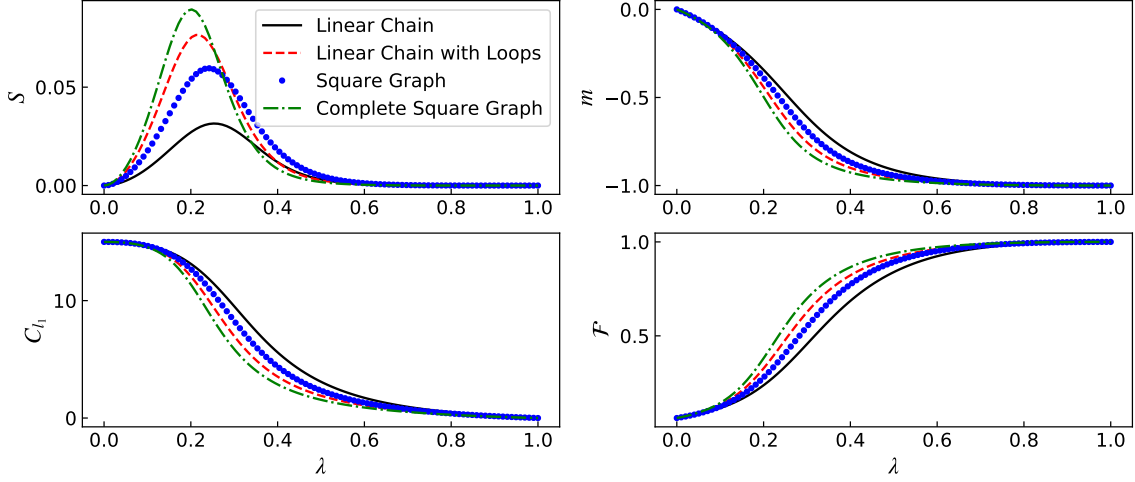 S
0.05
0.00
Linear Chain
Linear Chain with Loops
Square Graph
Complete Square Graph
0.0 0.2 0.4 0.6 0.8 1.0
m
0.0
−0.5
−1.0
0.0 0.2 0.4 0.6 0.8 1.0
C_{l_1}
10
0
0.0 0.2 0.4 0.6 0.8 1.0
λ
ℱ
1.0
0.5
0.0 0.2 0.4 0.6 0.8 1.0
λ